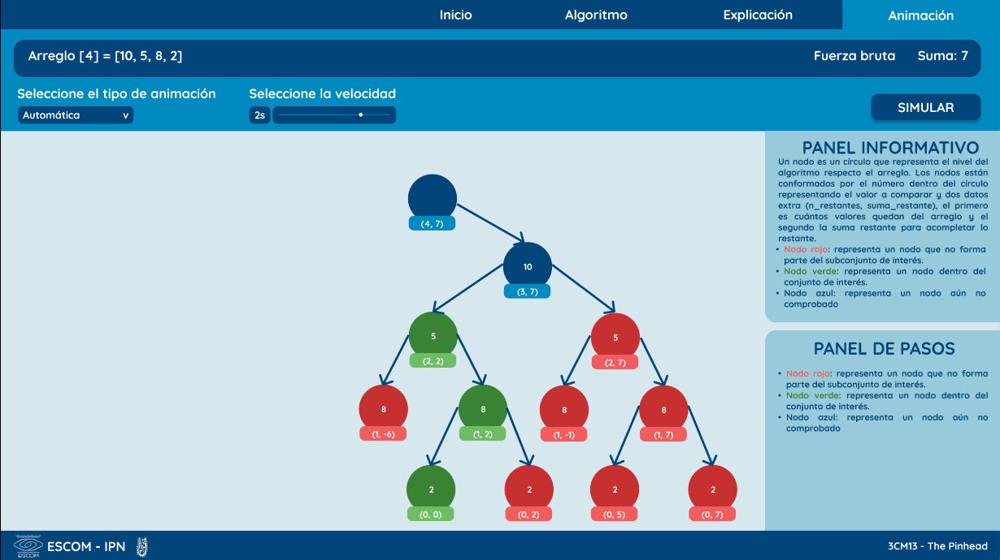 Inicio
Algoritmo
Explicación
Animación
Arreglo [4] = [10, 5, 8, 2]
Fuerza bruta
Suma: 7
Seleccione el tipo de animación
Seleccione la velocidad
Automática v
2s
SIMULAR
(4, 7)
10
(3, 7)
5
(2, 2)
5
(2, 7)
8
(1, -6)
8
(1, 2)
8
(1, -1)
8
(1, 7)
2
(0, 0)
2
(0, 2)
2
(0, 5)
2
(0, 7)
PANEL INFORMATIVO
Un nodo es un círculo que representa el nivel del
algoritmo respecto el arreglo. Los nodos están
conformados por el número dentro del círculo
representando el valor a comparar y dos datos
extra (n_restantes, suma_restante), el primero
es cuántos valores quedan del arreglo y el
segundo la suma restante para acompletar lo
restante.
• Nodo rojo: representa un nodo que no forma
parte del subconjunto de interés.
• Nodo verde: representa un nodo dentro del
conjunto de interés.
• Nodo azul: representa un nodo aún no
comprobado
PANEL DE PASOS
• Nodo rojo: representa un nodo que no forma
parte del subconjunto de interés.
• Nodo verde: representa un nodo dentro del
conjunto de interés.
• Nodo azul: representa un nodo aún no
comprobado
ESCOM
ESCOM - IPN
3CM13 - The Pinhead